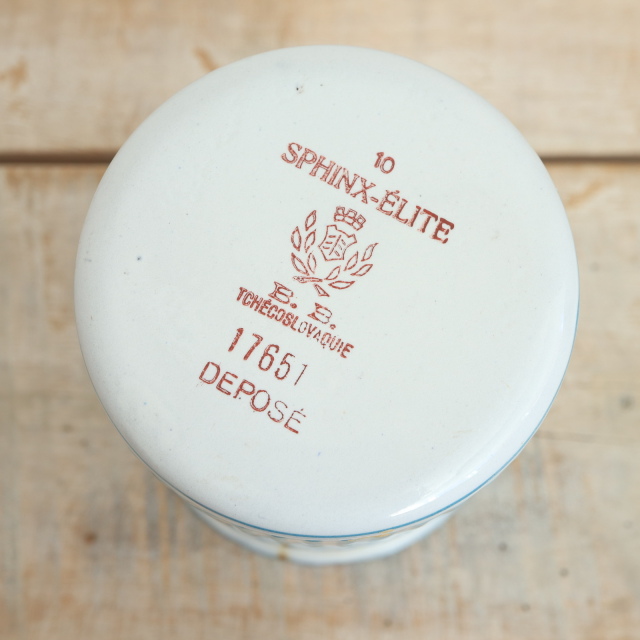 10
SPHINX-ÉLITE
B. B.
TCHÉCOSLOVAQUIE
17651
DEPOSÉ